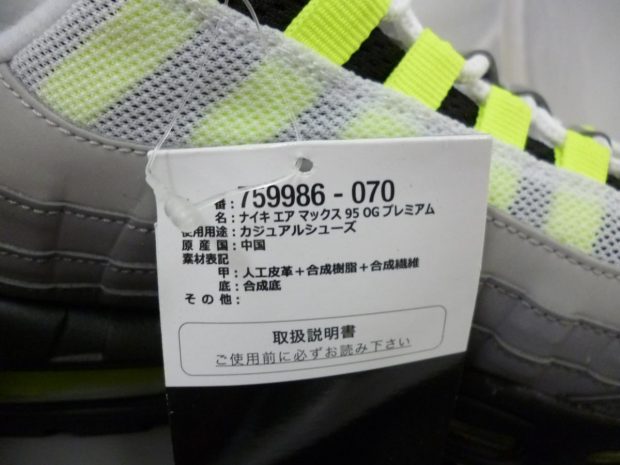 番：759986 - 070
名：ナイキ エア マックス 95 OG プレミアム
使用用途：カジュアルシューズ
原 産 国：中国
素材表記
甲：人工皮革＋合成樹脂＋合成繊維
底：合成底
そ の 他：
取扱説明書
ご使用前に必ずお読み下さい